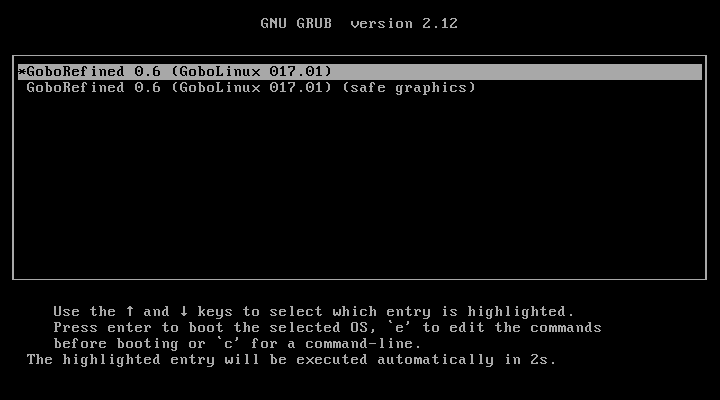 GNU GRUB  version 2.12
*GoboRefined 0.6 (GoboLinux 017.01)
GoboRefined 0.6 (GoboLinux 017.01) (safe graphics)
Use the ↑ and ↓ keys to select which entry is highlighted.
Press enter to boot the selected OS, `e' to edit the commands
before booting or `c' for a command-line.
The highlighted entry will be executed automatically in 2s.